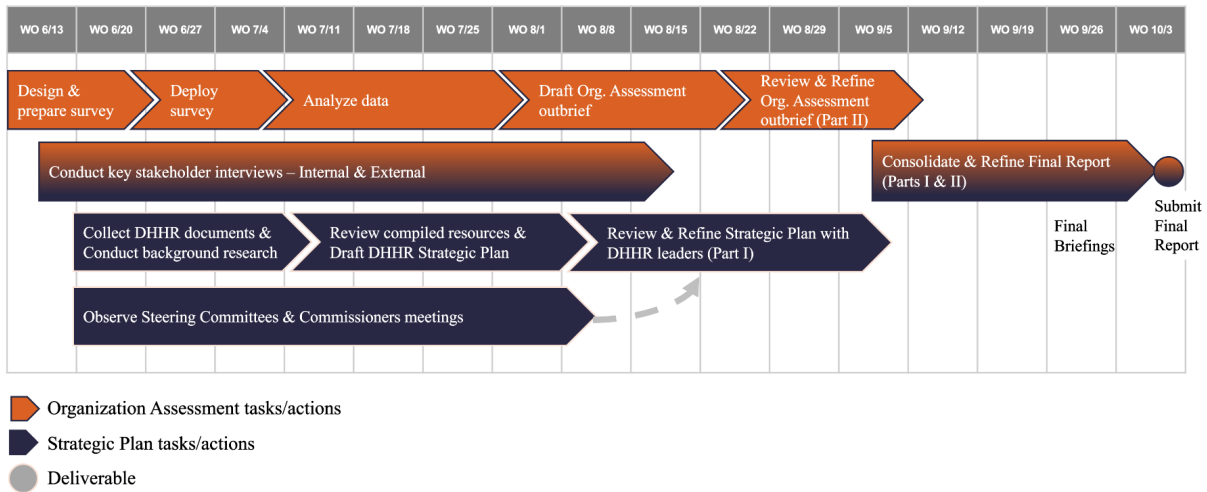 WO 6/13 WO 6/20 WO 6/27 WO 7/4 WO 7/11 WO 7/18 WO 7/25 WO 8/1 WO 8/8 WO 8/15 WO 8/22 WO 8/29 WO 9/5 WO 9/12 WO 9/19 WO 9/26 WO 10/3
Design &
prepare survey
Deploy
survey
Analyze data
Draft Org. Assessment
outbrief
Review & Refine
Org. Assessment
outbrief (Part II)
Conduct key stakeholder interviews – Internal & External
Consolidate & Refine Final Report
(Parts I & II)
Submit
Final
Report
Collect DHHR documents &
Conduct background research
Review compiled resources &
Draft DHHR Strategic Plan
Review & Refine Strategic Plan with
DHHR leaders (Part I)
Final
Briefings
Observe Steering Committees & Commissioners meetings
Organization Assessment tasks/actions
Strategic Plan tasks/actions
Deliverable